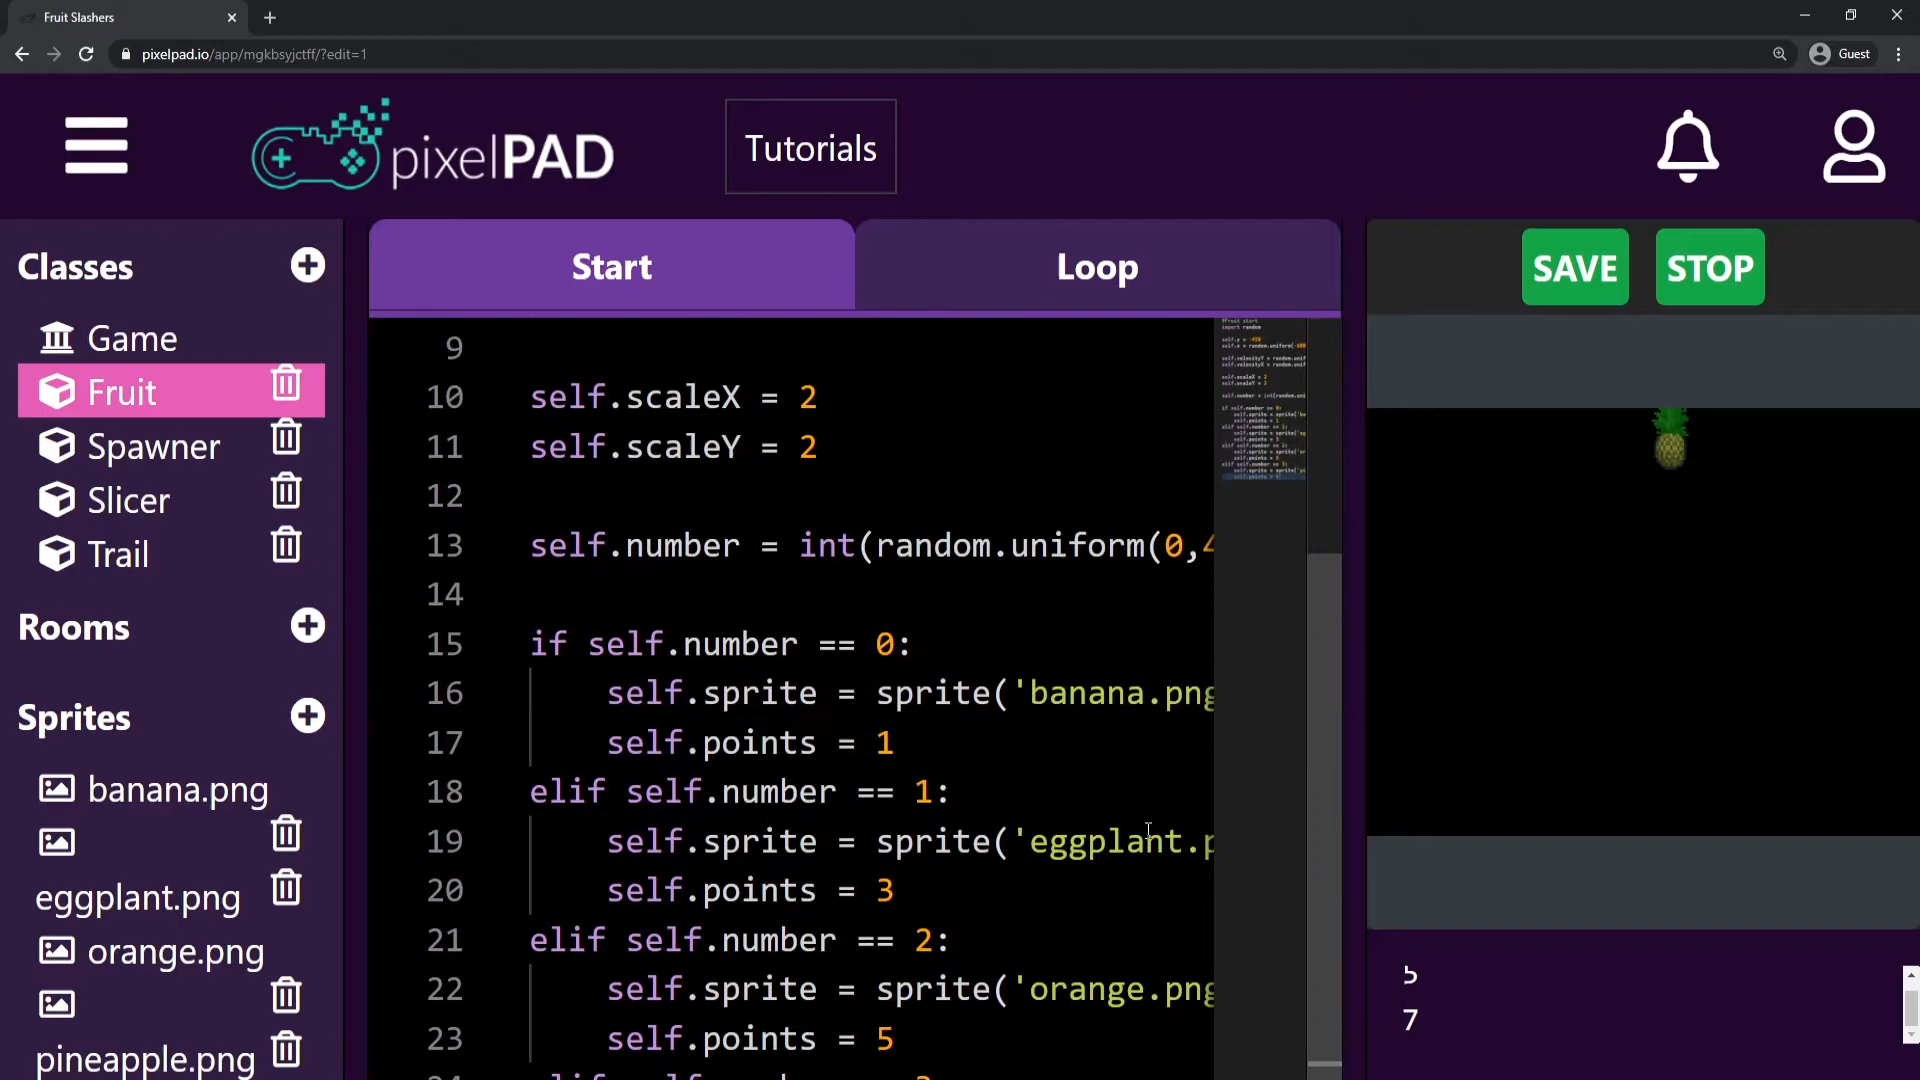 Fruit Slashers
pixelpad.io/app/mgkbsyjctff/?edit=1
Guest
pixelPAD
Tutorials
Classes
Game
Fruit
Spawner
Slicer
Trail
Rooms
Sprites
banana.png
eggplant.png
orange.png
pineapple.png
Start
Loop
9
10 self.scaleX = 2
11 self.scaleY = 2
12
13 self.number = int(random.uniform(0,4
14
15 if self.number == 0:
16 self.sprite = sprite('banana.png
17 self.points = 1
18 elif self.number == 1:
19 self.sprite = sprite('eggplant.p
20 self.points = 3
21 elif self.number == 2:
22 self.sprite = sprite('orange.png
23 self.points = 5
SAVE
STOP
5
7